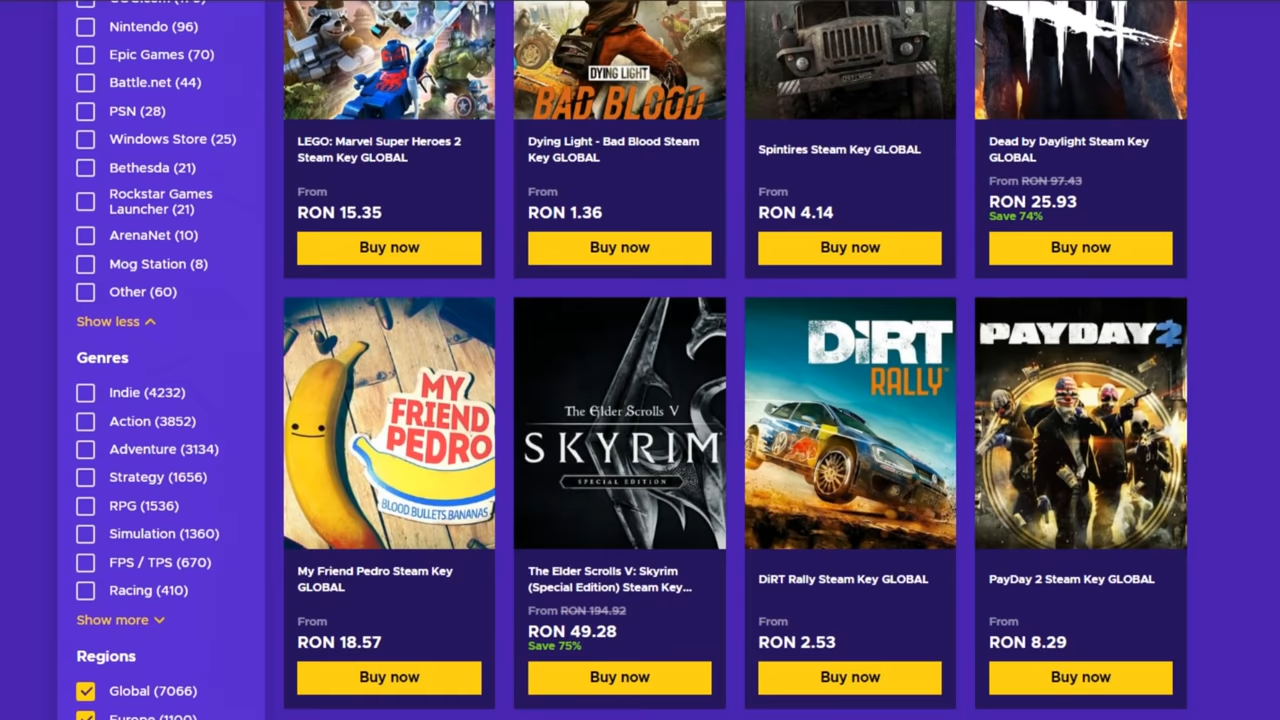 Nintendo (96)
Epic Games (70)
Battle.net (44)
PSN (28)
Windows Store (25)
Bethesda (21)
Rockstar Games
Launcher (21)
ArenaNet (10)
Mog Station (8)
Other (60)
Show less
Genres
Indie (4232)
Action (3852)
Adventure (3134)
Strategy (1656)
RPG (1536)
Simulation (1360)
FPS / TPS (670)
Racing (410)
Show more
Regions
Global (7066)
Europe (1100)
LEGO: Marvel Super Heroes 2
Steam Key GLOBAL
From
RON 15.35
Buy now
DYING LIGHT
BAD BLOOD
Dying Light - Bad Blood Steam
Key GLOBAL
From
RON 1.36
Buy now
Spintires Steam Key GLOBAL
From
RON 4.14
Buy now
Dead by Daylight Steam Key
GLOBAL
From RON 97.43
RON 25.93
Save 74%
Buy now
MY
FRIEND
PEDRO
BLOOD BULLETS BANANAS
My Friend Pedro Steam Key
GLOBAL
From
RON 18.57
Buy now
The Elder Scrolls V
SKYRIM
SPECIAL EDITION
The Elder Scrolls V: Skyrim
(Special Edition) Steam Key...
From RON 194.92
RON 49.28
Save 75%
Buy now
DiRT
RALLY
DiRT Rally Steam Key GLOBAL
From
RON 2.53
Buy now
PAYDAY 2
PayDay 2 Steam Key GLOBAL
From
RON 8.29
Buy now